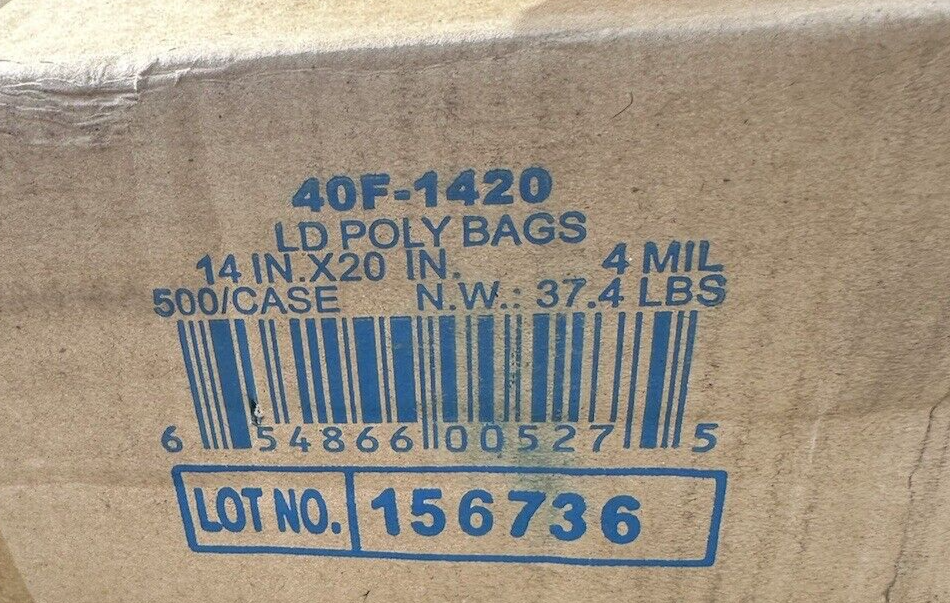 40F-1420
LD POLY BAGS
14 IN.X20 IN. 4 MIL
500/CASE N.W.: 37.4 LBS
6 54866 00527 5
LOT NO. 156736